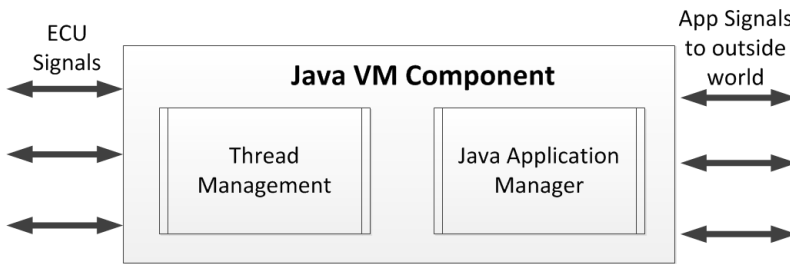 ECU
Signals
App Signals
to outside
world
Java VM Component
Thread
Management
Java Application
Manager